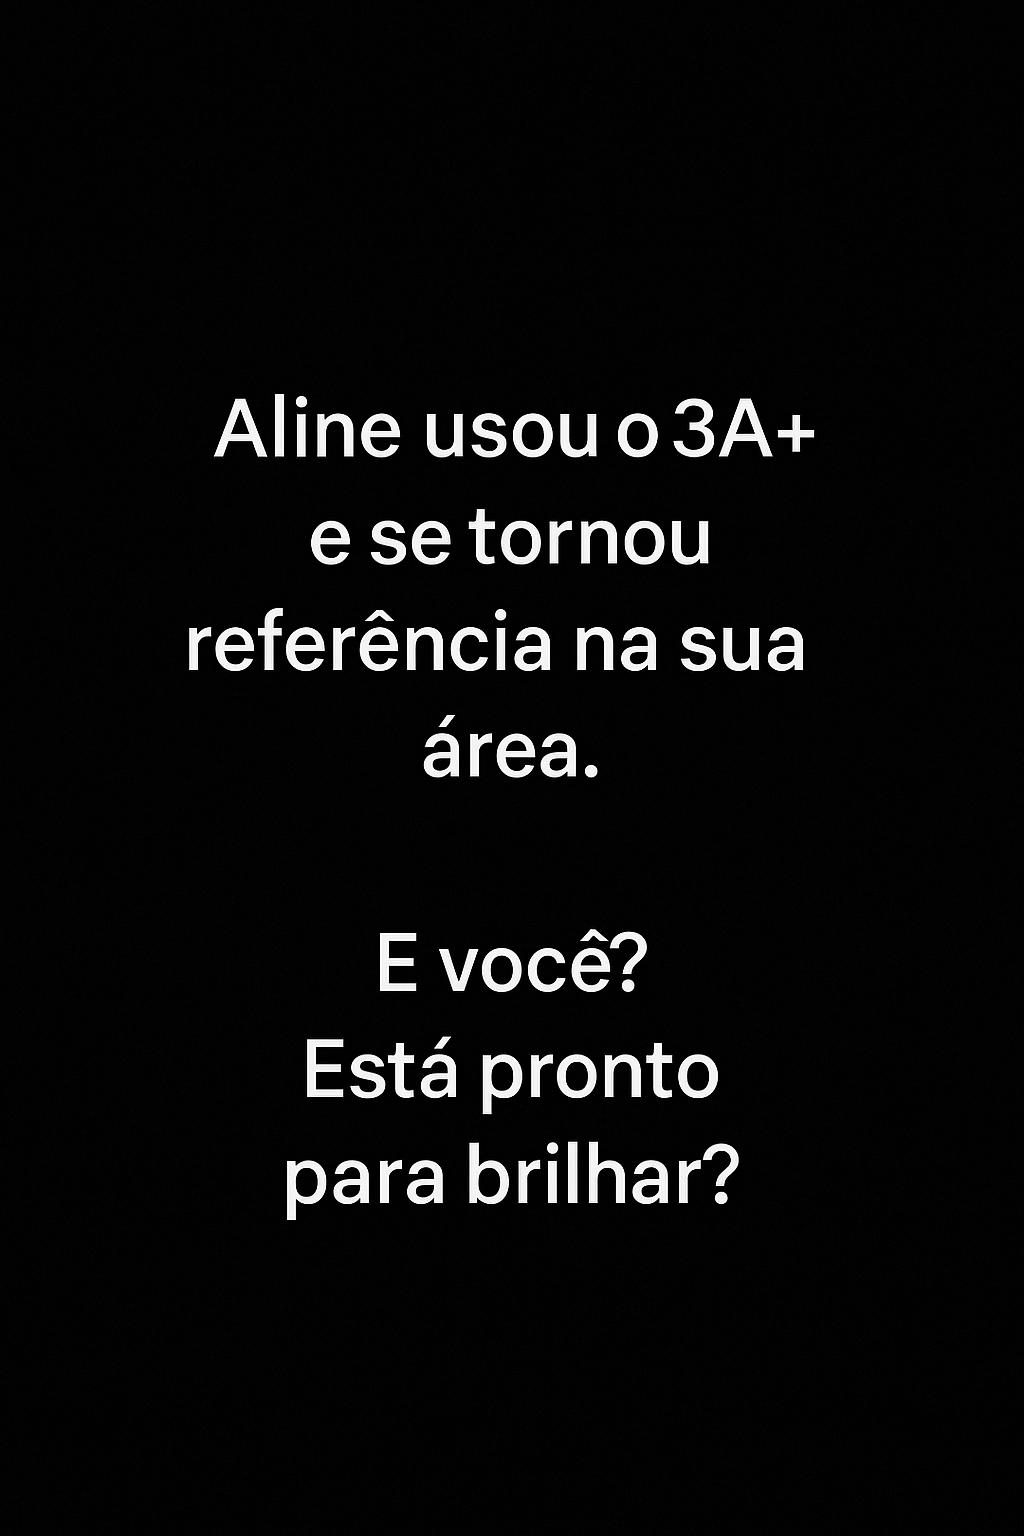 Aline usou o 3A+
e se tornou
referência na sua
área.
E você?
Está pronto
para brilhar?